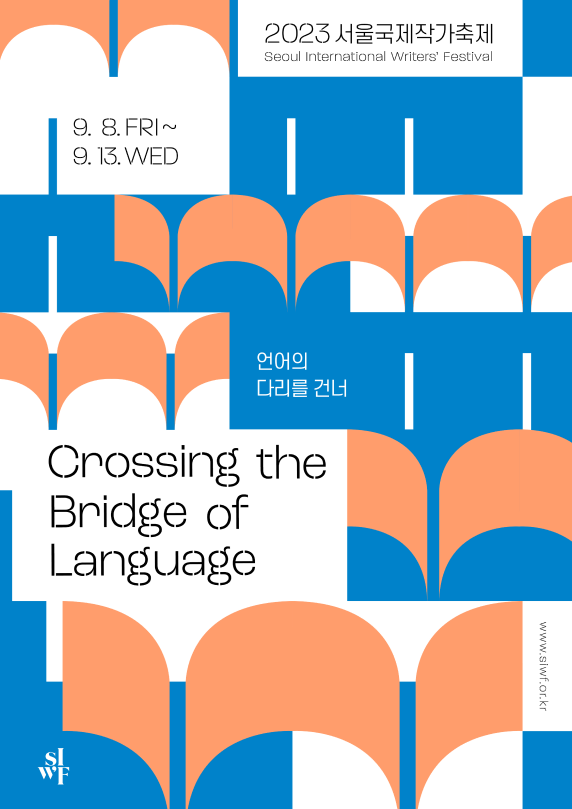 2023 서울국제작가축제
Seoul International Writers' Festival
9. 8. FRI~
9. 13. WED
언어의
다리를 건너
Crossing the
Bridge of
Language
www.siwf.or.kr
SI
WF